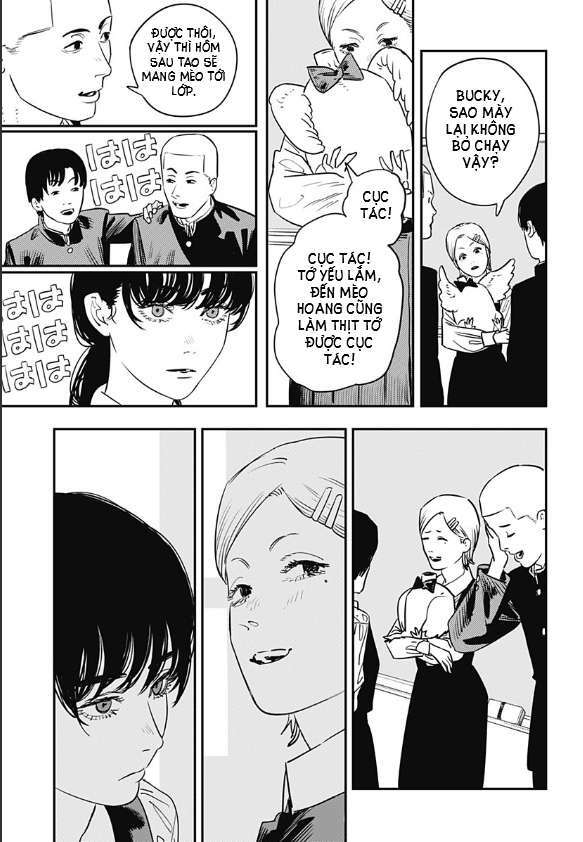 BUCKY,
SAO MÀY
LẠI KHÔNG
BỎ CHẠY
VẬY?
CỤC
TÁC!
CỤC TÁC!
TỚ YẾU LẮM,
ĐẾN MÈO
HOANG CŨNG
LÀM THỊT TỚ
ĐƯỢC CỤC
TÁC!
ĐƯỢC THÔI,
VẬY THÌ HÔM
SAU TAO SẼ
MANG MÈO TỚI
LỚP.
はは
はは
はは
はは
はは